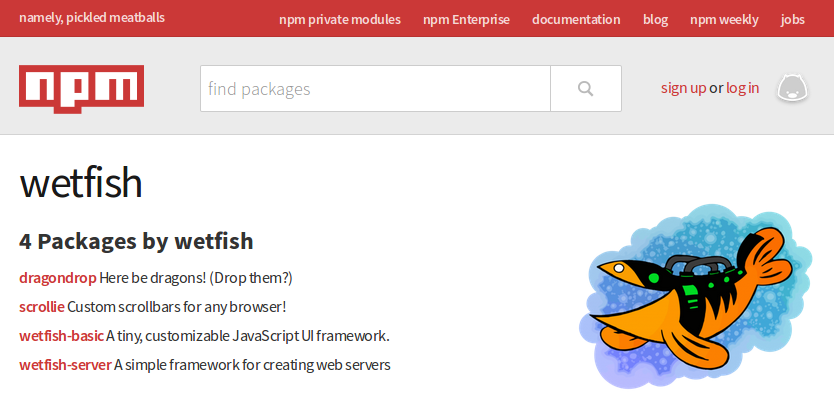 namely, pickled meatballs
npm private modules npm Enterprise documentation blog npm weekly jobs
npm
find packages
sign up or log in
wetfish
4 Packages by wetfish
dragondrop Here be dragons! (Drop them?)
scrollie Custom scrollbars for any browser!
wetfish-basic A tiny, customizable JavaScript UI framework.
wetfish-server A simple framework for creating web servers